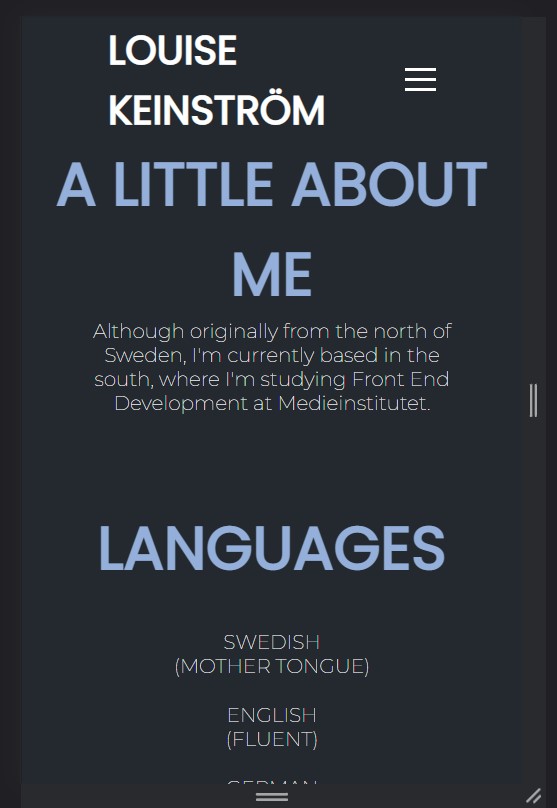 LOUISE
KEINSTRÖM
A LITTLE ABOUT
ME
Although originally from the north of
Sweden, I'm currently based in the
south, where I'm studying Front End
Development at Medieinstitutet.
LANGUAGES
SWEDISH
(MOTHER TONGUE)
ENGLISH
(FLUENT)
GERMAN